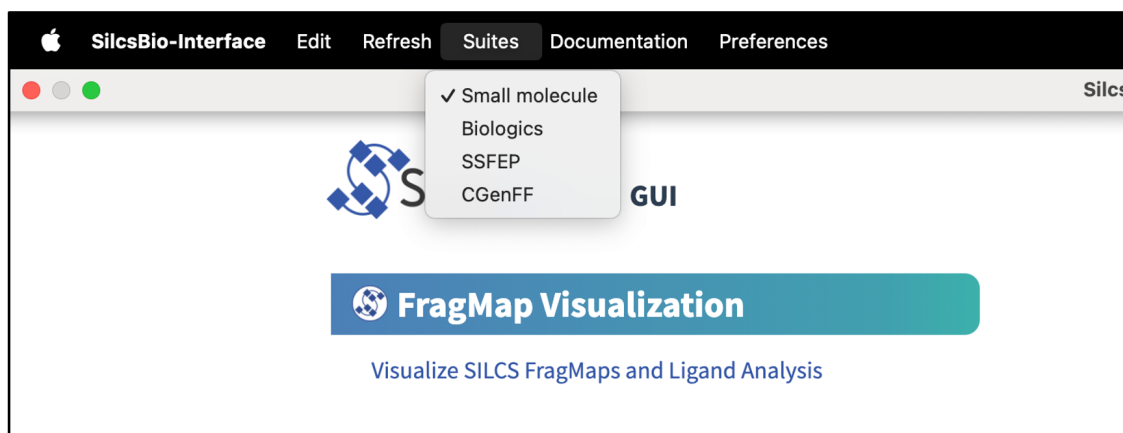 SilcsBio-Interface Edit Refresh Suites Documentation Preferences
Silcs
✓ Small molecule
Biologics
SSFEP
CGenFF
S GUI
FragMap Visualization
Visualize SILCS FragMaps and Ligand Analysis